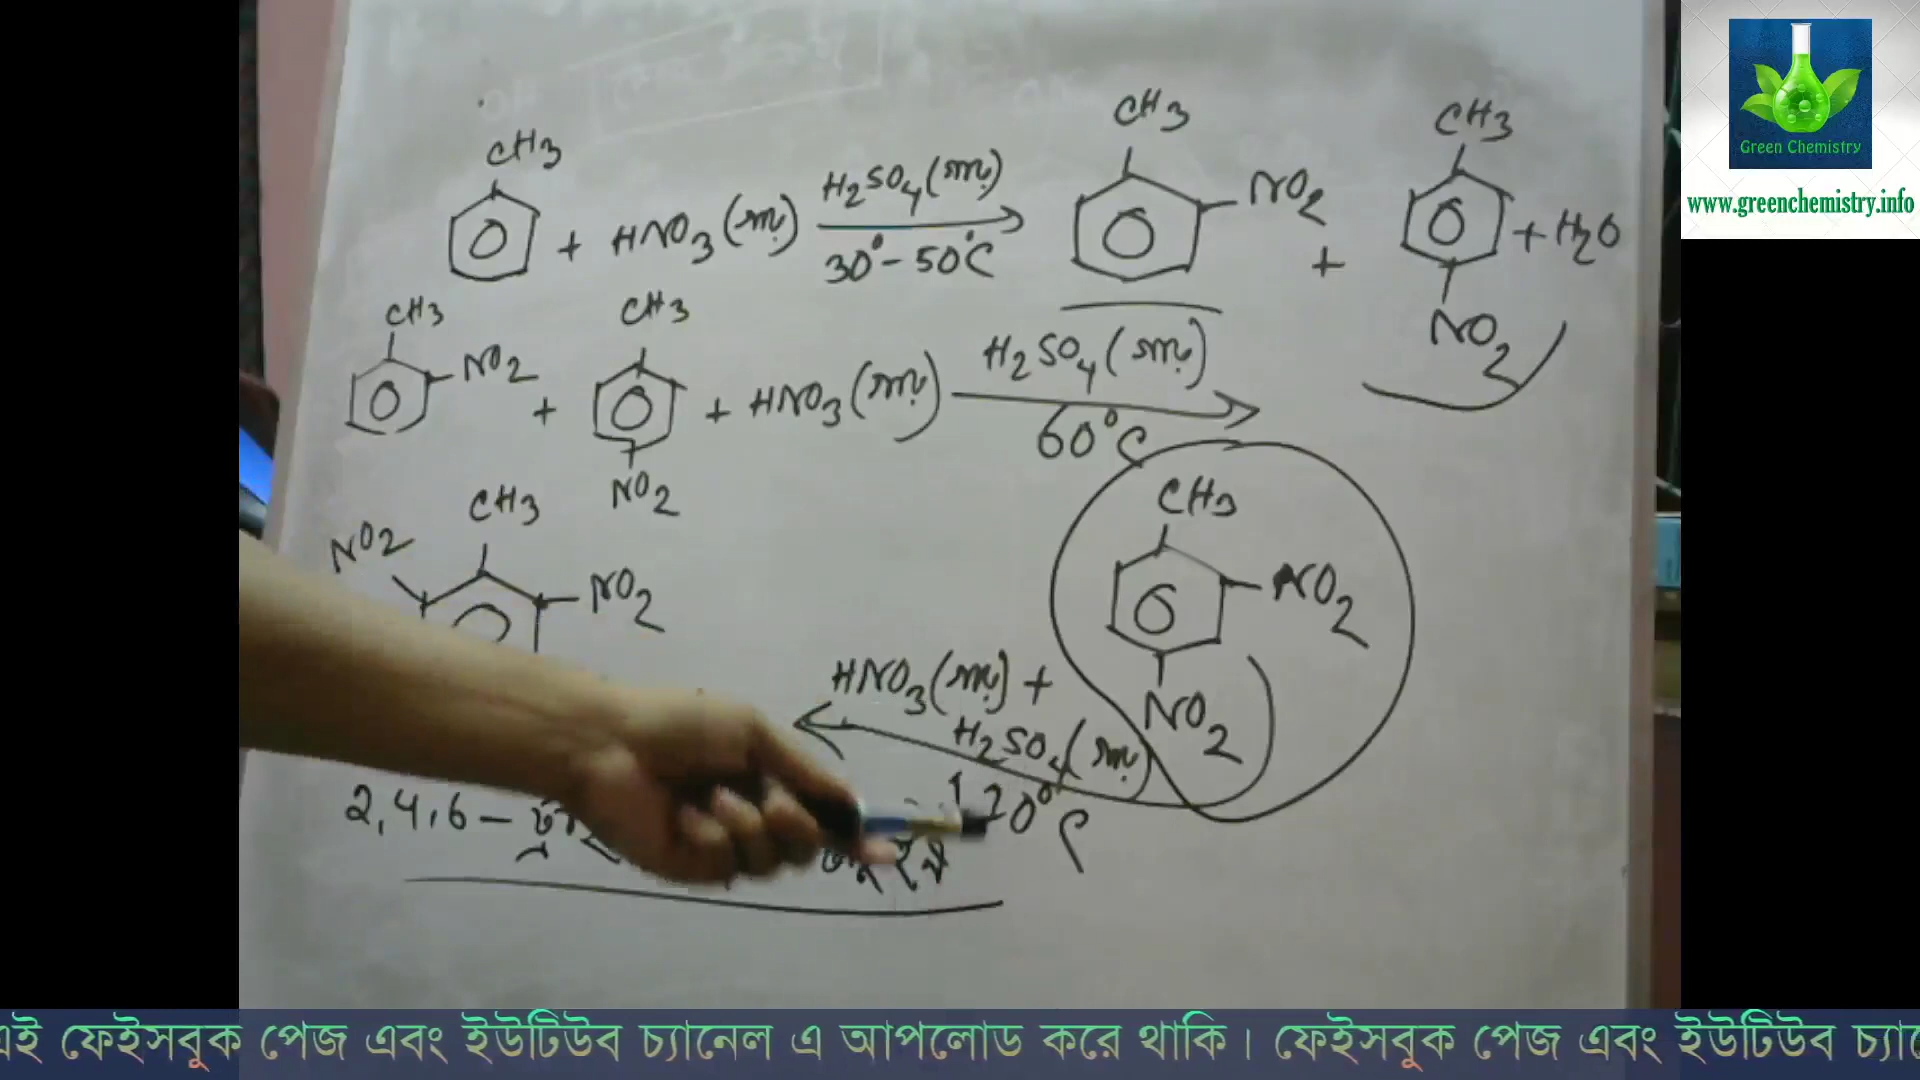 CH3 CH3 CH3
+ HNO3 (গাঢ়) H2SO4 (গাঢ়) NO2 + + H2O
30° - 50°C NO2
CH3 CH3
NO2 + + HNO3 (গাঢ়) H2SO4 (গাঢ়)
NO2 60°C
CH3 CH3
NO2 NO2 NO2
HNO3 (গাঢ়) + NO2
H2SO4 (গাঢ়)
120°C
2,4,6 –
Green Chemistry
www.greenchemistry.info
এই ফেইসবুক পেজ এবং ইউটিউব চ্যানেল এ আপলোড করে থাকি। ফেইসবুক পেজ এবং ইউটিউব